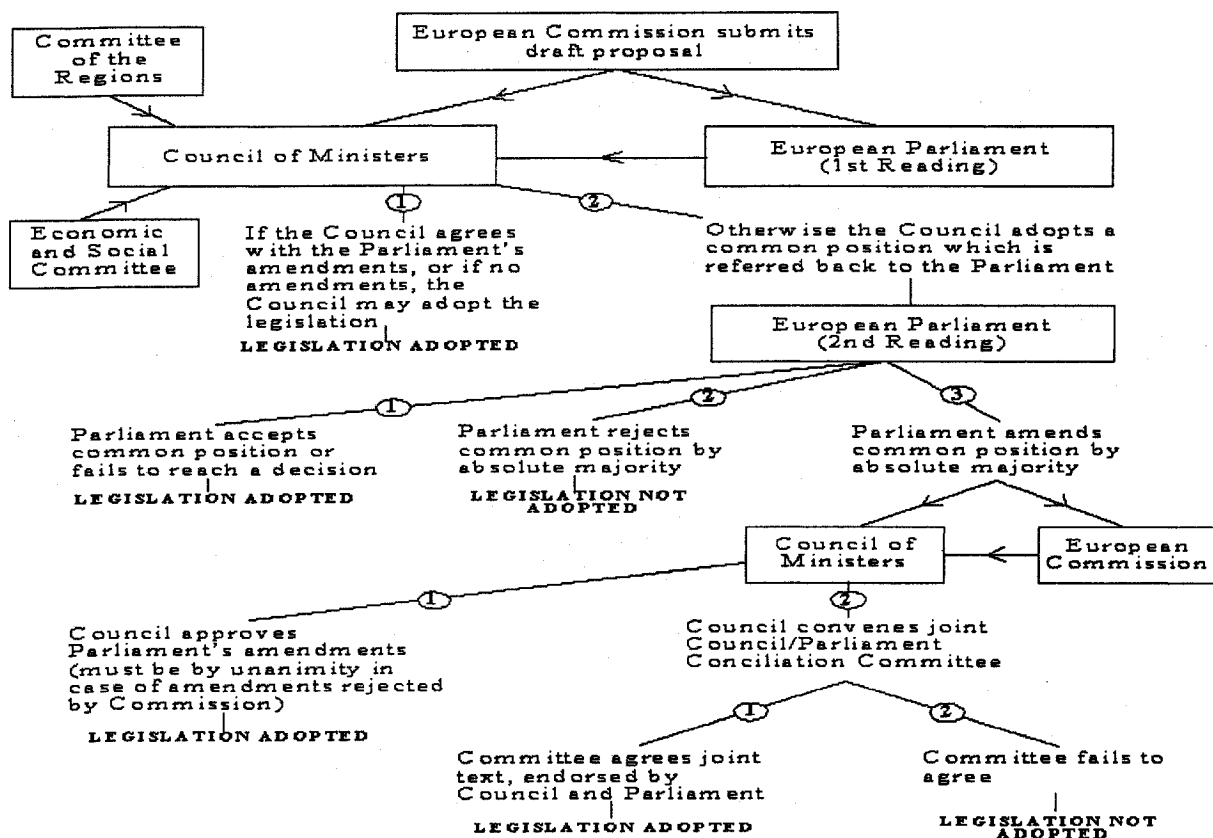 Committee
of the
Regions
European Commission submits
draft proposal
Council of Ministers
European Parliament
(1st Reading)
Economic
and Social
Committee
1
2
If the Council agrees
with the Parliament's
amendments, or if no
amendments, the
Council may adopt the
legislation
LEGISLATION ADOPTED
Otherwise the Council adopts a
common position which is
referred back to the Parliament
European Parliament
(2nd Reading)
1
2
3
Parliament accepts
common position or
fails to reach a decision
LEGISLATION ADOPTED
Parliament rejects
common position by
absolute majority
LEGISLATION NOT
ADOPTED
Parliament amends
common position by
absolute majority
Council of
Ministers
European
Commission
1
2
Council approves
Parliament's amendments
(must be by unanimity in
case of amendments rejected
by Commission)
LEGISLATION ADOPTED
Council convenes joint
Council/Parliament
Conciliation Committee
1
2
Committee agrees joint
text, endorsed by
Council and Parliament
LEGISLATION ADOPTED
Committee fails to
agree
LEGISLATION NOT
ADOPTED